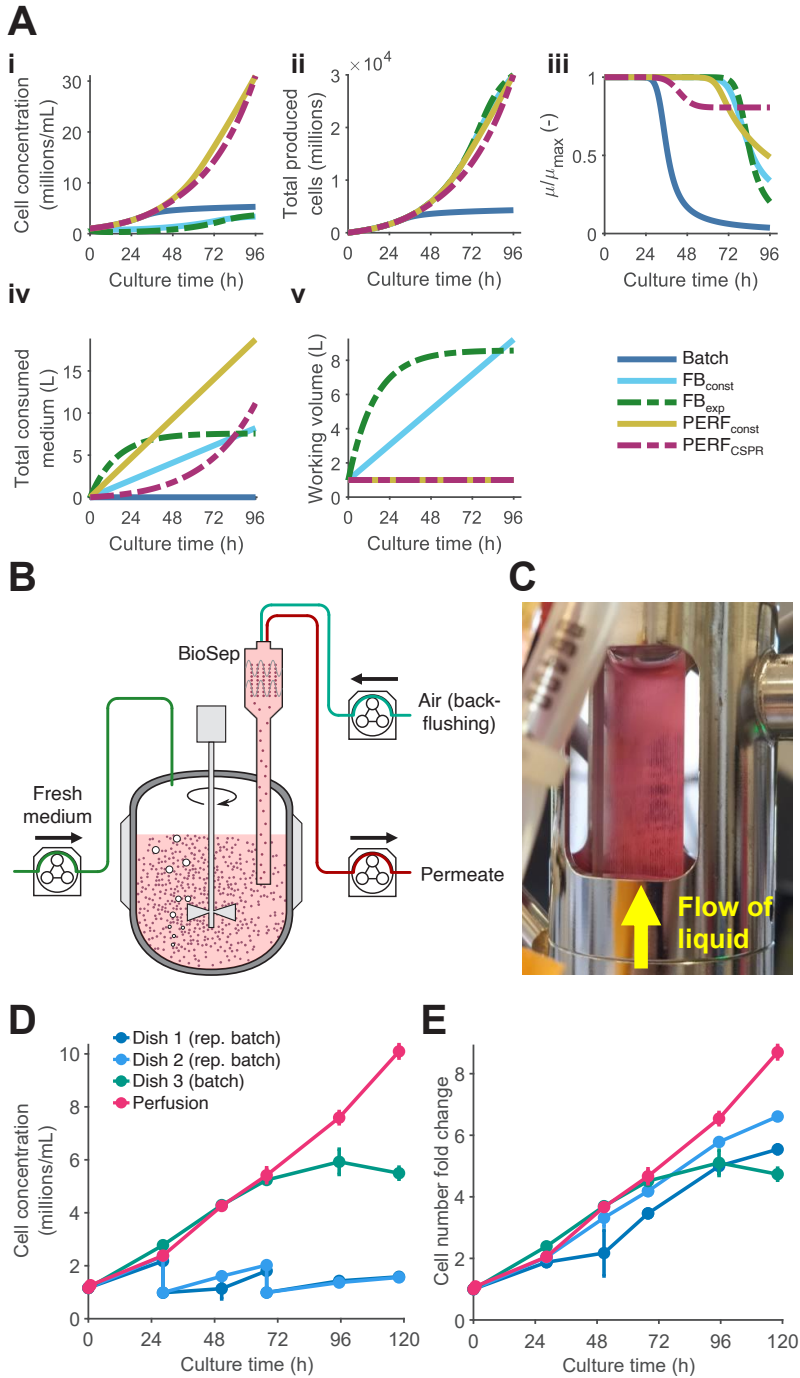 A
i
Cell concentration
(millions/mL)
30
20
10
0
0 24 48 72 96
Culture time (h)
ii
×10⁴
Total produced
cells (millions)
3
2
1
0
0 24 48 72 96
Culture time (h)
iii
μ/μmax (-)
1
0.5
0
0 24 48 72 96
Culture time (h)
iv
Total consumed
medium (L)
15
10
5
0
0 24 48 72 96
Culture time (h)
v
Working volume (L)
8
6
4
2
0
0 24 48 72 96
Culture time (h)
Batch
FBconst
FBexp
PERFconst
PERFCSPR
B
BioSep
Air (back-
flushing)
Fresh
medium
Permeate
C
Flow of
liquid
D
Dish 1 (rep. batch)
Dish 2 (rep. batch)
Dish 3 (batch)
Perfusion
Cell concentration
(millions/mL)
10
8
6
4
2
0
0 24 48 72 96 120
Culture time (h)
E
Cell number fold change
8
6
4
2
0
0 24 48 72 96 120
Culture time (h)